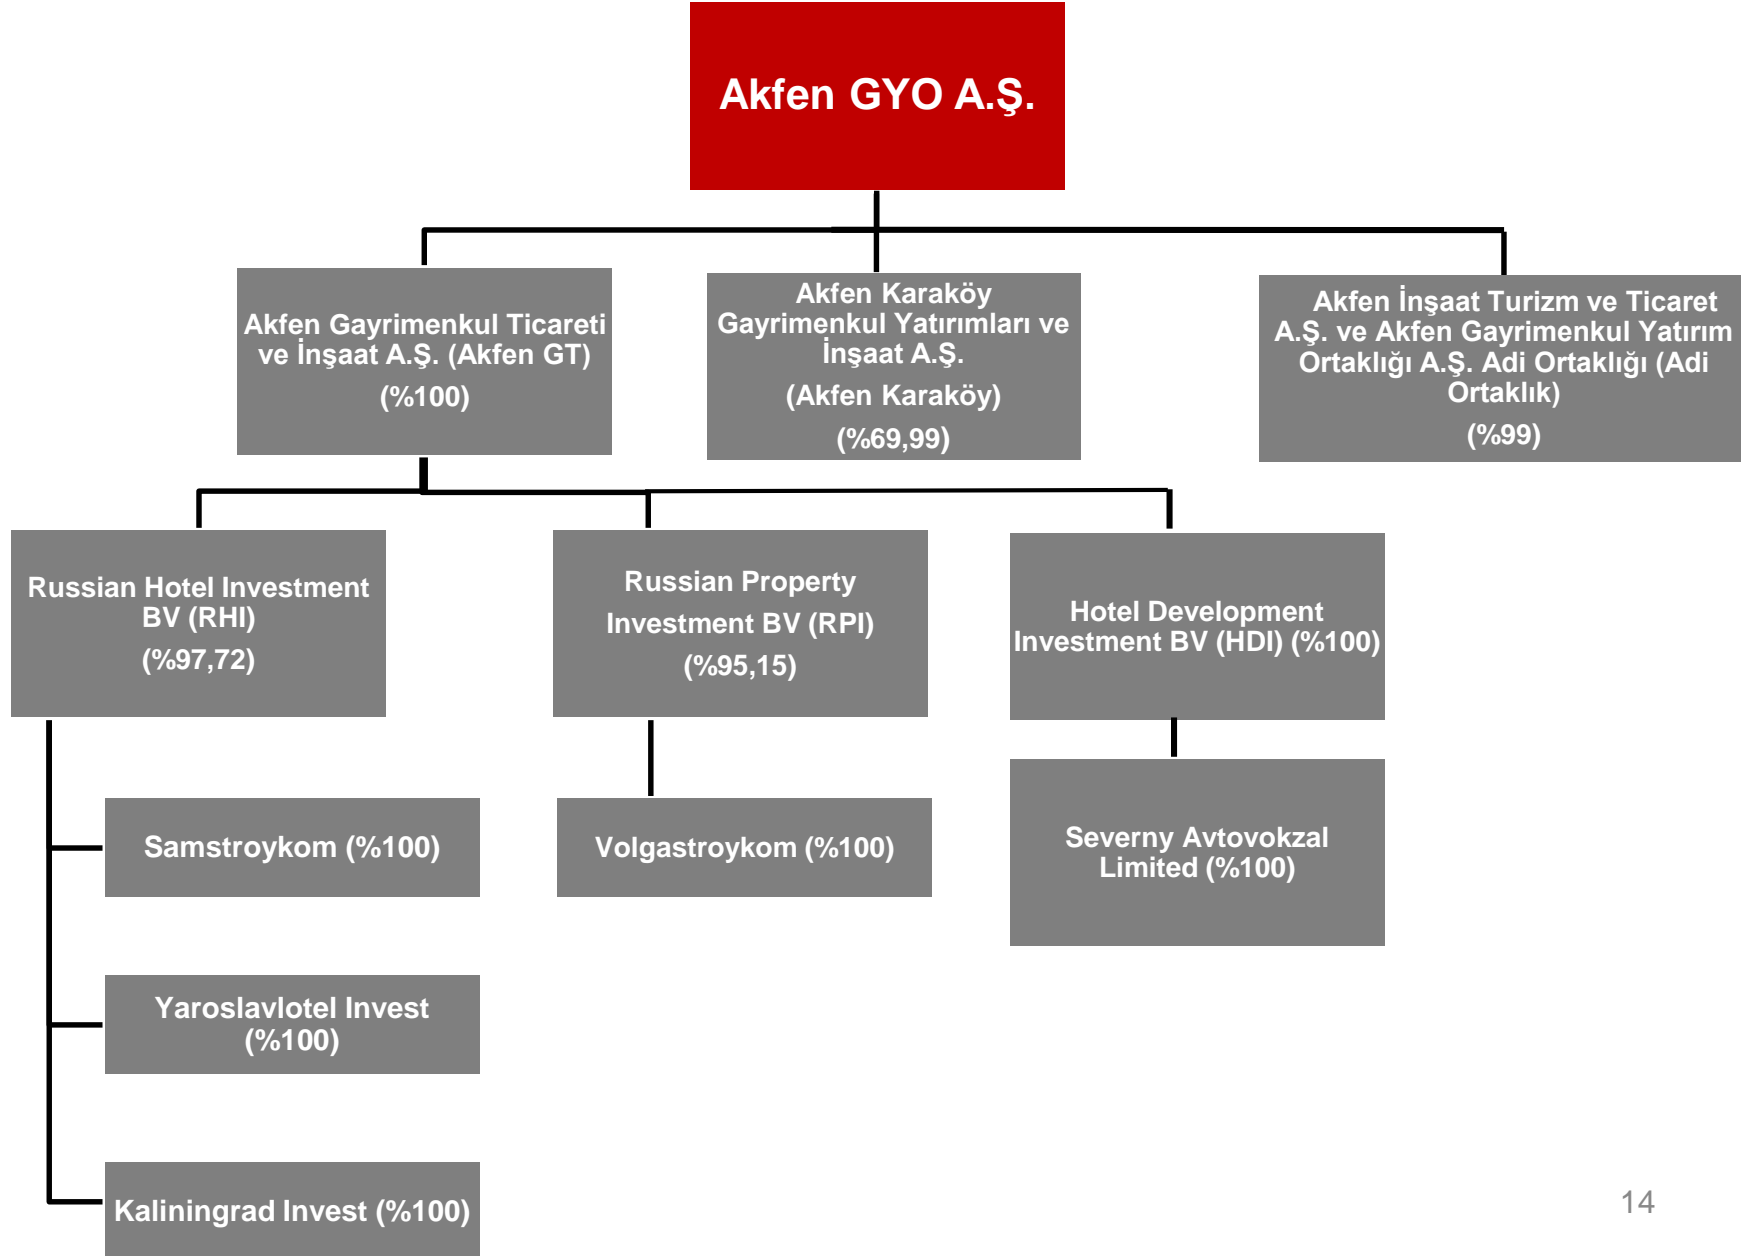 Akfen GYO A.Ş.
Akfen Gayrimenkul Ticareti
ve İnşaat A.Ş. (Akfen GT)
(%100)
Akfen Karaköy
Gayrimenkul Yatırımları ve
İnşaat A.Ş.
(Akfen Karaköy)
(%69,99)
Akfen İnşaat Turizm ve Ticaret
A.Ş. ve Akfen Gayrimenkul Yatırım
Ortaklığı A.Ş. Adi Ortaklığı (Adi
Ortaklık)
(%99)
Russian Hotel Investment
BV (RHI)
(%97,72)
Russian Property
Investment BV (RPI)
(%95,15)
Hotel Development
Investment BV (HDI) (%100)
Samstroykom (%100)
Volgastroykom (%100)
Severny Avtovokzal
Limited (%100)
Yaroslavlotel Invest
(%100)
Kaliningrad Invest (%100)
14